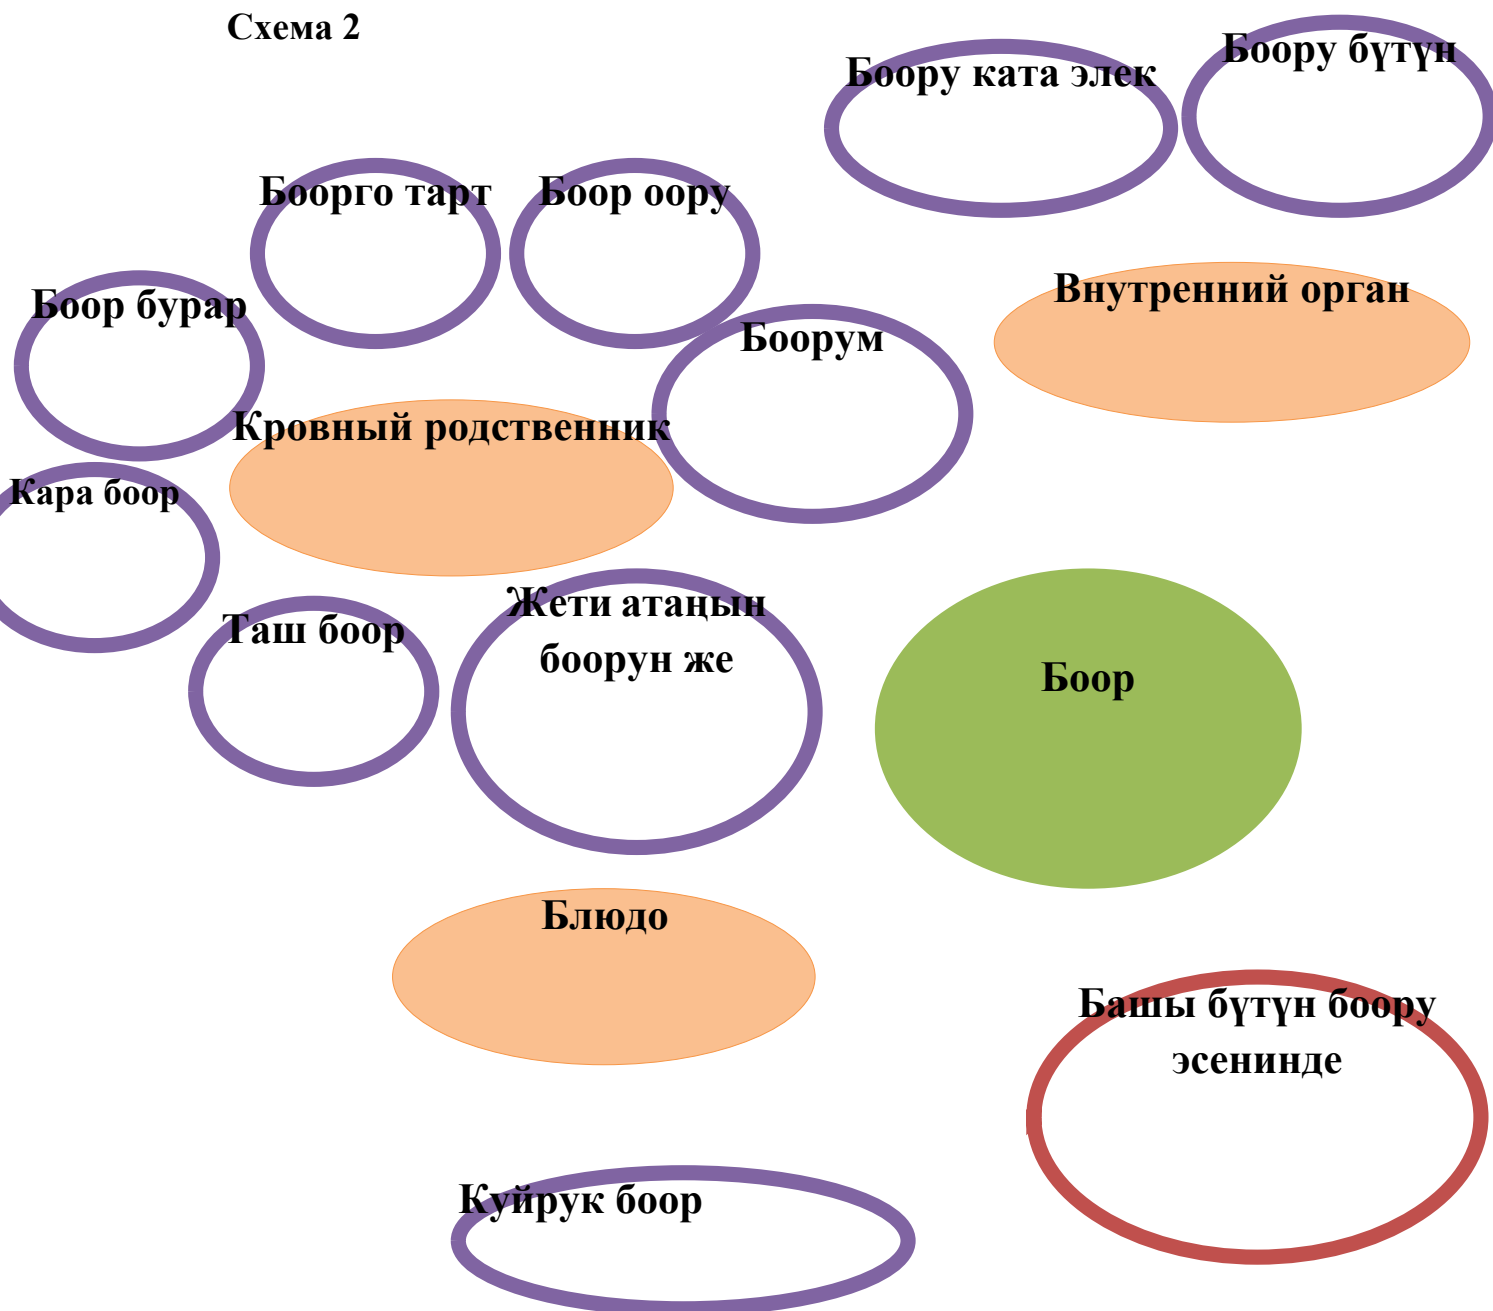 Схема 2
Боору бүтүн
Боору ката элек
Боорго тарт
Боор оору
Внутренний орган
Боор бурар
Боорум
Кровный родственник
Кара боор
Жети атаңын
боорун же
Таш боор
Боор
Блюдо
Башы бүтүн боору
эсенинде
Куйрук боор